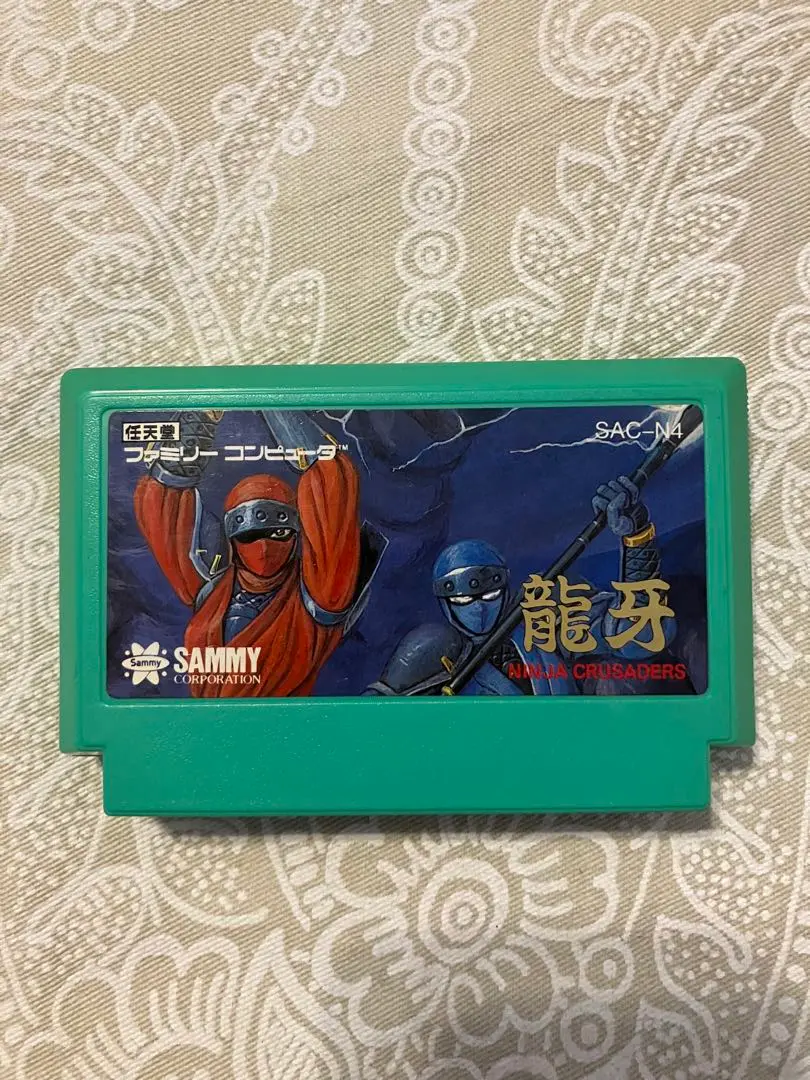 任天堂
ファミリー コンピュータ™
SAC-N4
龍牙
NINJA CRUSADERS
Sammy
SAMMY
CORPORATION